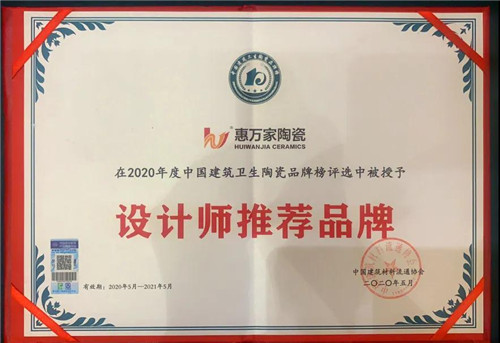 惠万家陶瓷
HUIWANJIA CERAMICS
在2020年度中国建筑卫生陶瓷品牌榜评选中被授予
设计师推荐品牌
中国建筑材料流通协会
有效期：2020年5月—2021年5月
二〇二〇年五月